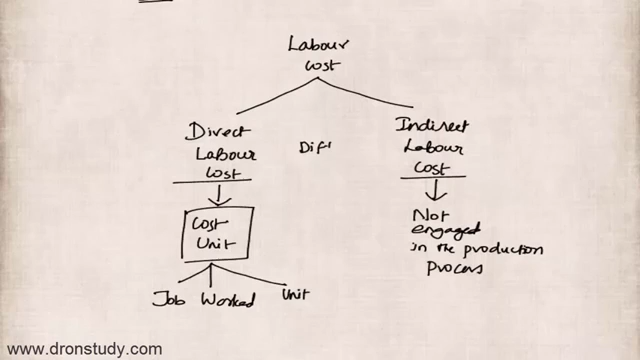 Labour
Cost
Direct
Labour
Cost
Diff
Indirect
Labour
Cost
Cost
Unit
Not
engaged
in the production
Process
Job Worked Unit
www.dronstudy.com